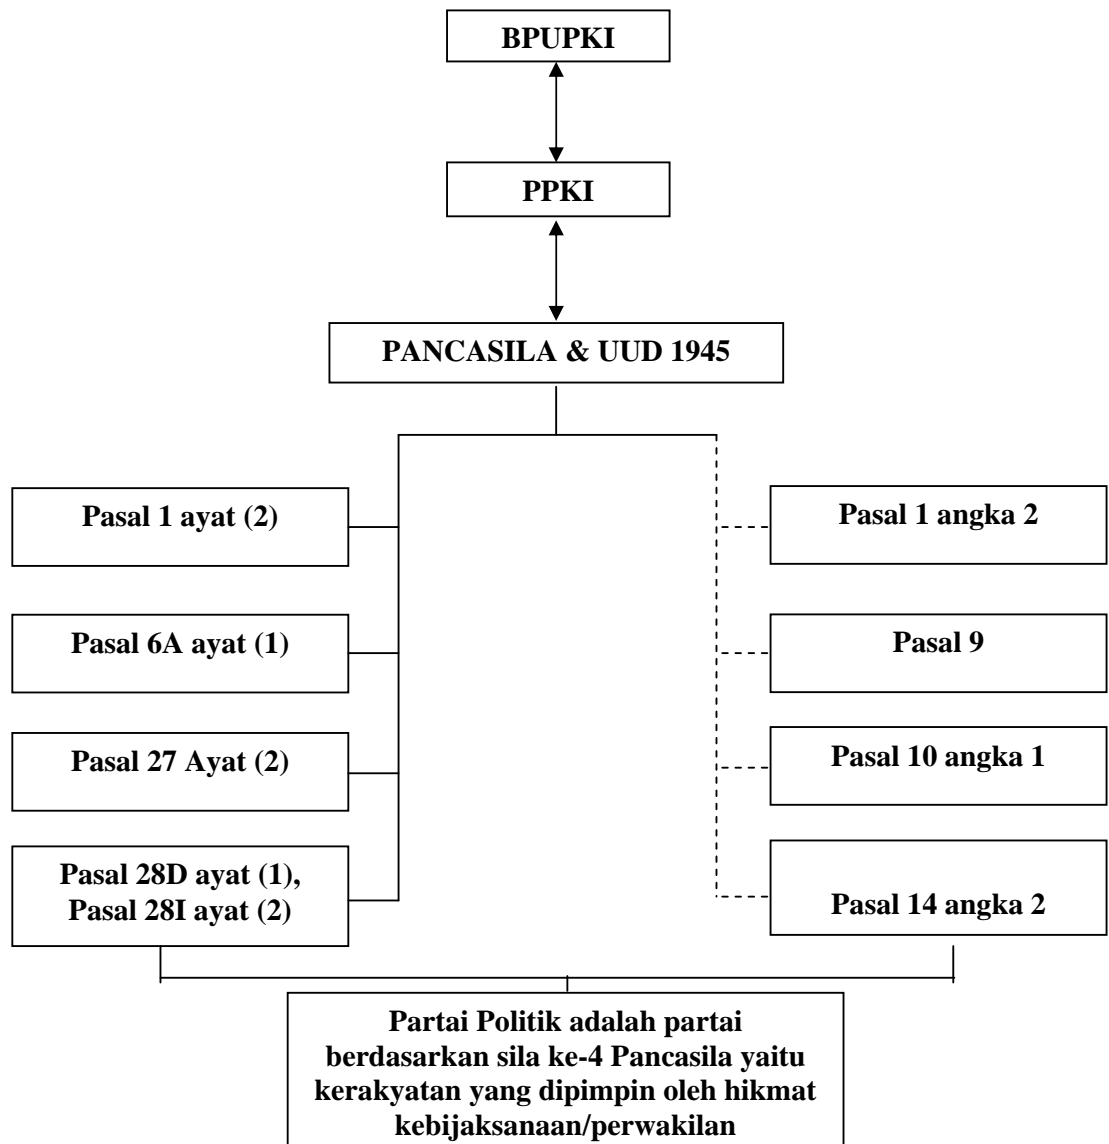 BPUPKI
PPKI
PANCASILA & UUD 1945
Pasal 1 ayat (2)
Pasal 6A ayat (1)
Pasal 27 Ayat (2)
Pasal 28D ayat (1),
Pasal 28I ayat (2)
Pasal 1 angka 2
Pasal 9
Pasal 10 angka 1
Pasal 14 angka 2
Partai Politik adalah partai
berdasarkan sila ke-4 Pancasila yaitu
kerakyatan yang dipimpin oleh hikmat
kebijaksanaan/perwakilan